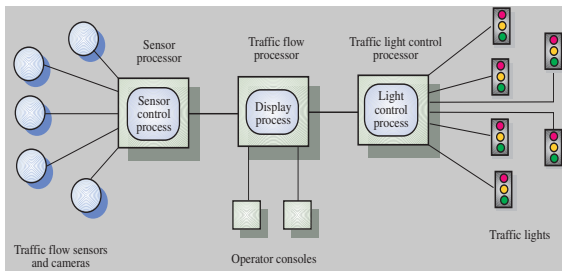 Sensor
processor
Traffic flow
processor
Traffic light control
processor
Sensor
control
process
Display
process
Light
control
process
Traffic flow sensors
and cameras
Operator consoles
Traffic lights